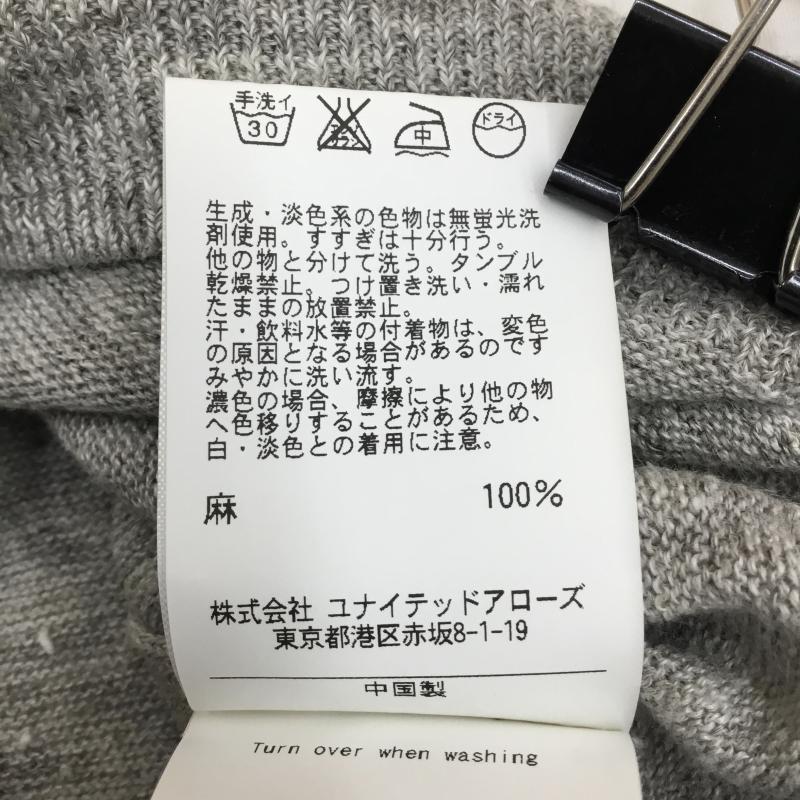 手洗イ
30
エンソ
サラシ
中
ドライ
生成・淡色系の色物は無蛍光洗
剤使用。すすぎは十分行う。
他の物と分けて洗う。タンブル
乾燥禁止。つけ置き洗い・濡れ
たままの放置禁止。
汗・飲料水等の付着物は、変色
の原因となる場合があるのです
みやかに洗い流す。
濃色の場合、摩擦により他の物
へ色移りすることがあるため、
白・淡色との着用に注意。
麻 100%
株式会社 ユナイテッドアローズ
東京都港区赤坂8-1-19
中国製
Turn over when washing